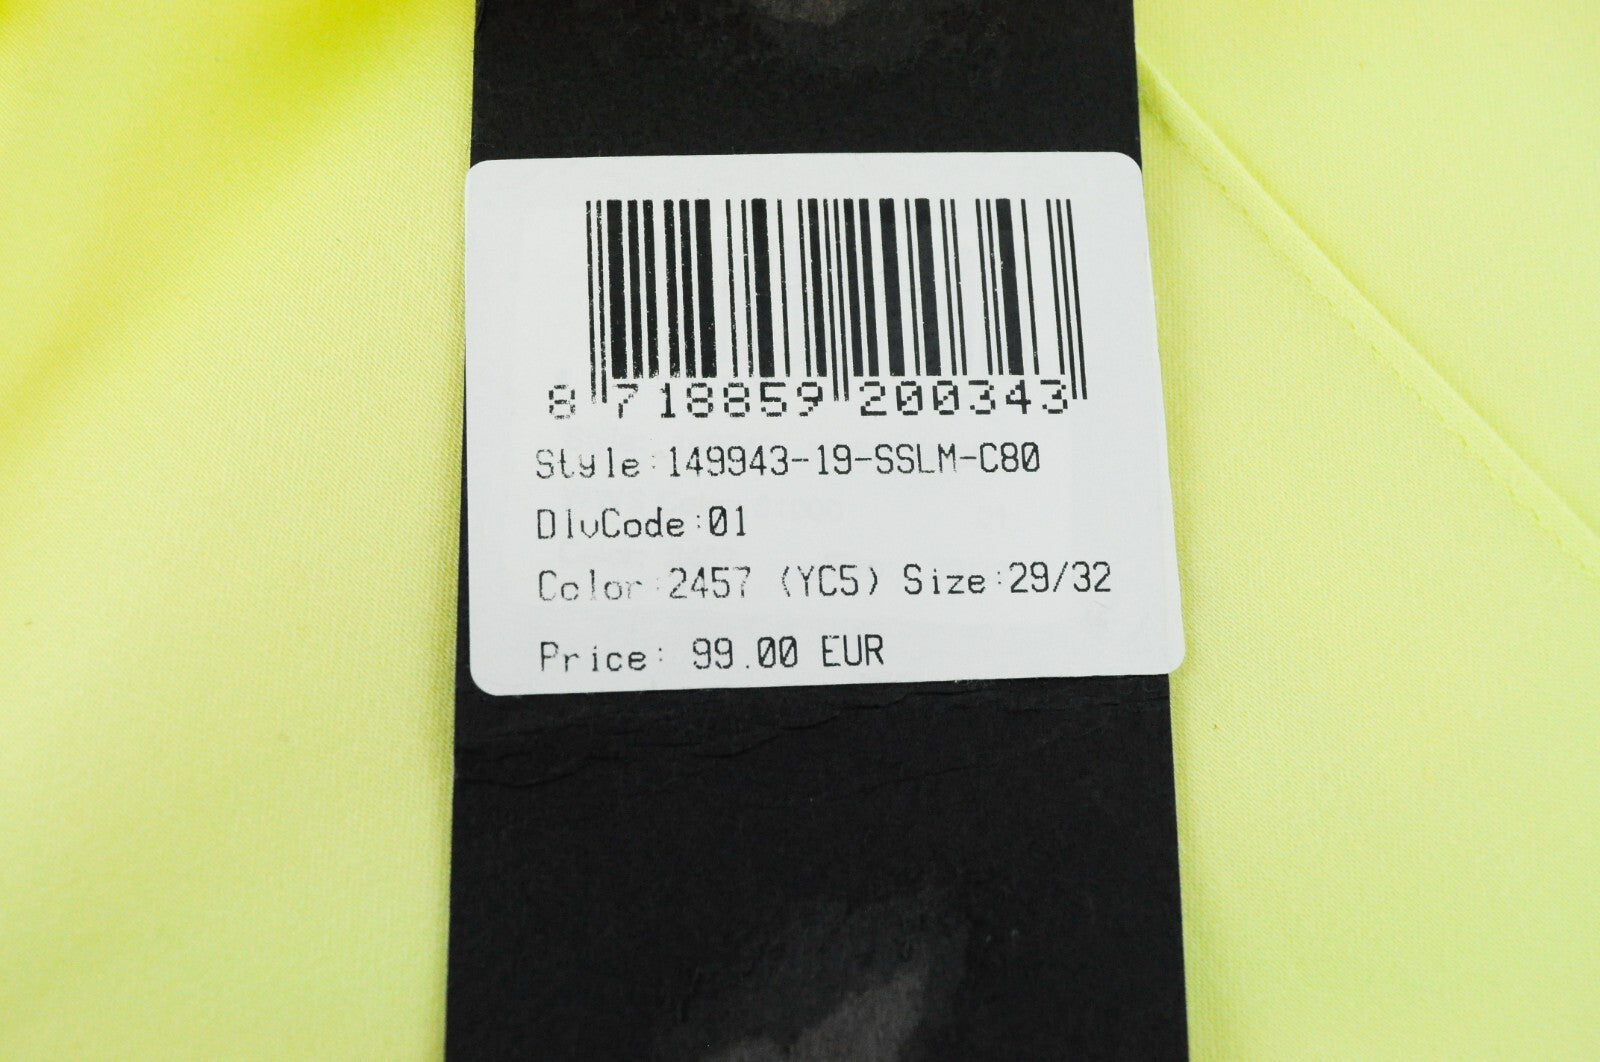 8 718859 200343
Style:149943-19-SSLM-C80
DlvCode:01
Color:2457 (YC5) Size:29/32
Price: 99.00 EUR